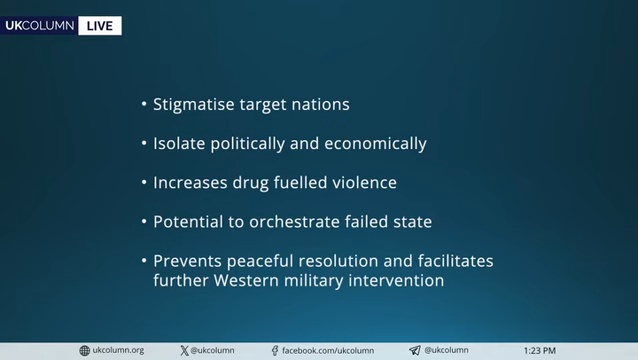 UKCOLUMN LIVE
• Stigmatise target nations
• Isolate politically and economically
• Increases drug fuelled violence
• Potential to orchestrate failed state
• Prevents peaceful resolution and facilitates
further Western military intervention
ukcolumn.org @ukcolumn facebook.com/ukcolumn @ukcolumn 1:23 PM